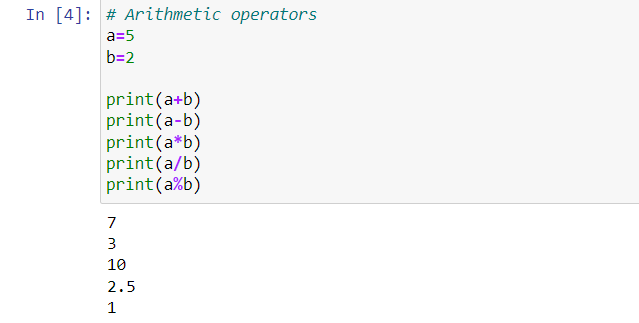 In [4]: # Arithmetic operators
a=5
b=2
print(a+b)
print(a-b)
print(a*b)
print(a/b)
print(a%b)
7
3
10
2.5
1